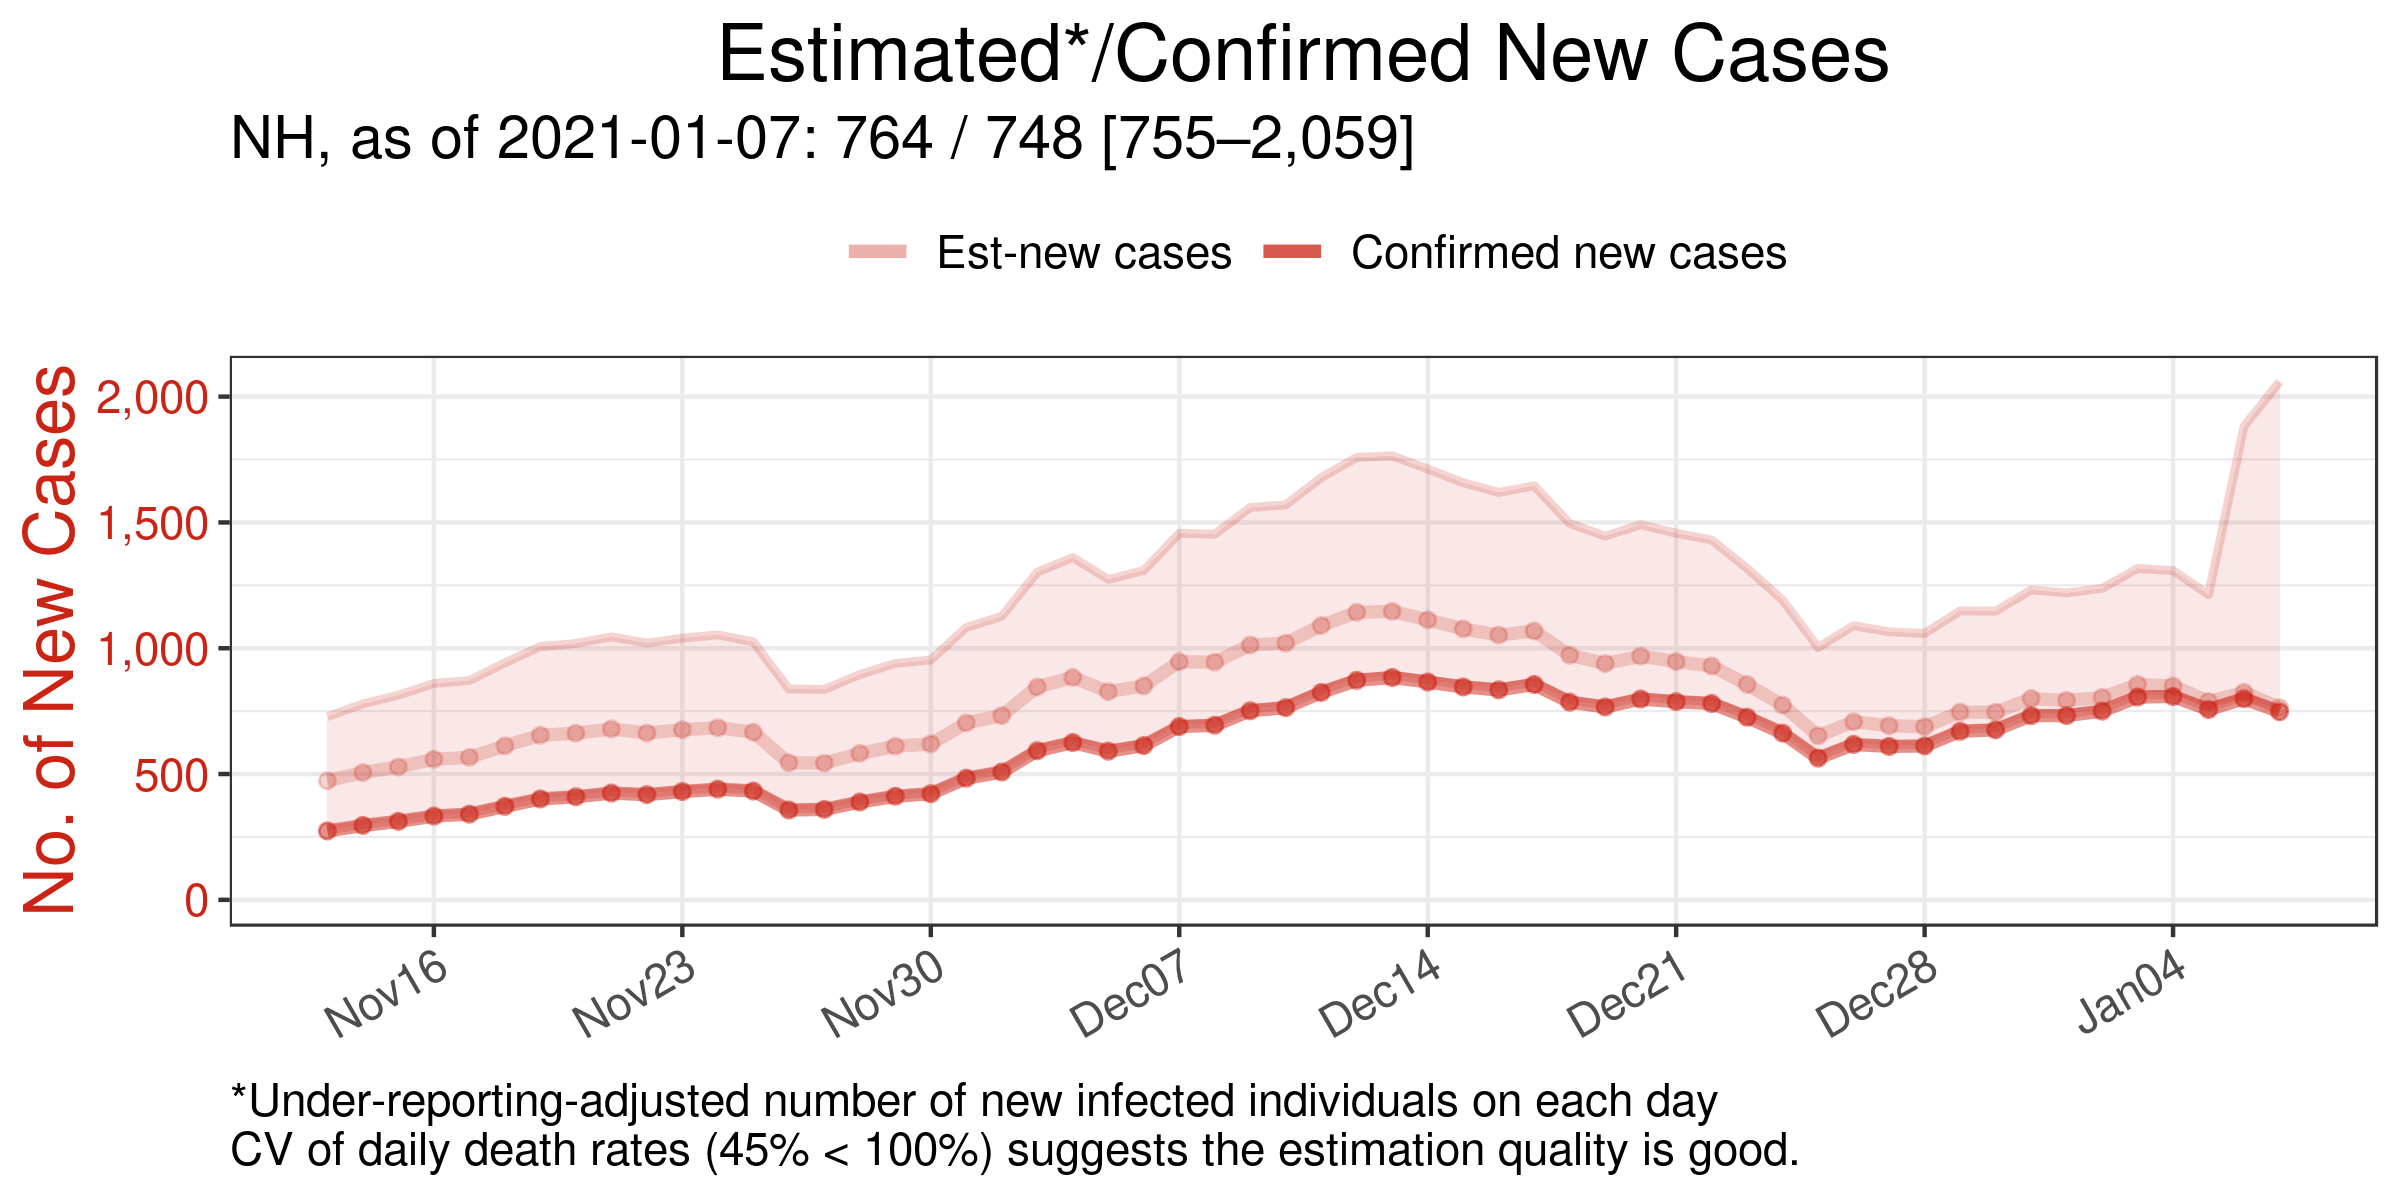 Estimated*/Confirmed New Cases
NH, as of 2021-01-07: 764 / 748 [755–2,059]
Est-new cases Confirmed new cases
No. of New Cases
2,000
1,500
1,000
500
0
Nov16 Nov23 Nov30 Dec07 Dec14 Dec21 Dec28 Jan04
*Under-reporting-adjusted number of new infected individuals on each day
CV of daily death rates (45% < 100%) suggests the estimation quality is good.